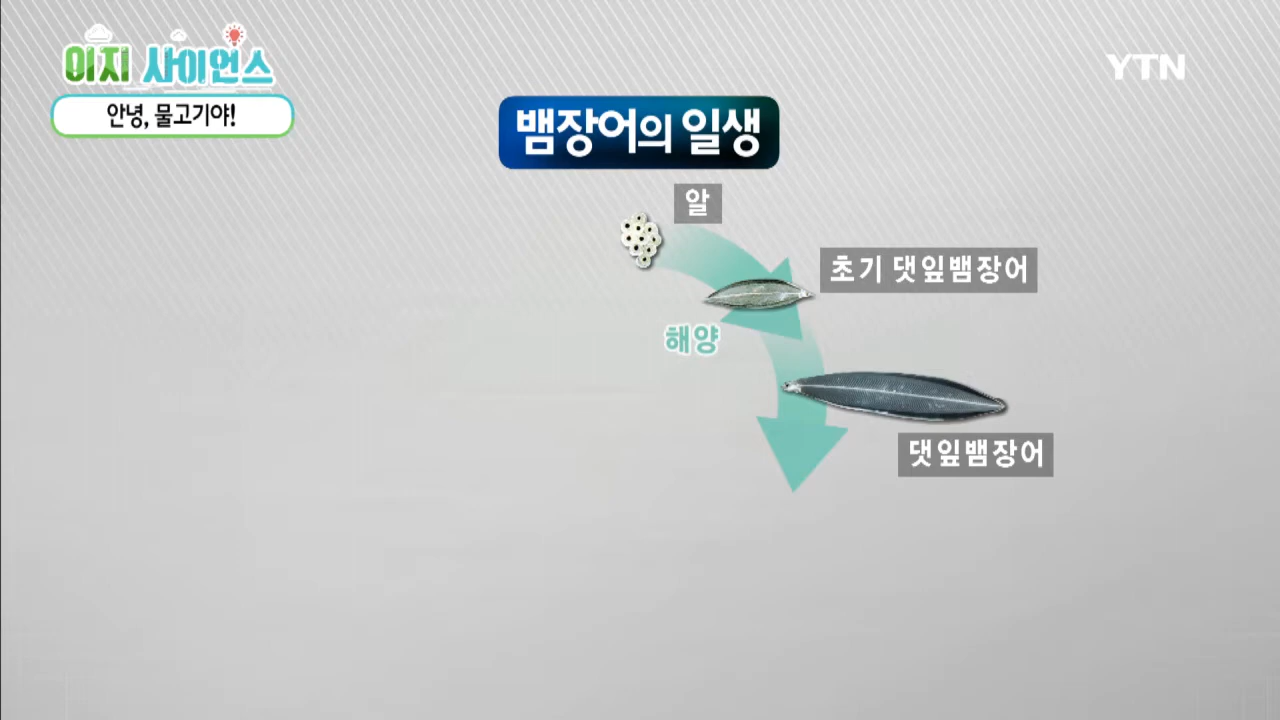 이지 사이언스
안녕, 물고기야!
YTN
뱀장어의 일생
알
초기 댓잎뱀장어
해양
댓잎뱀장어